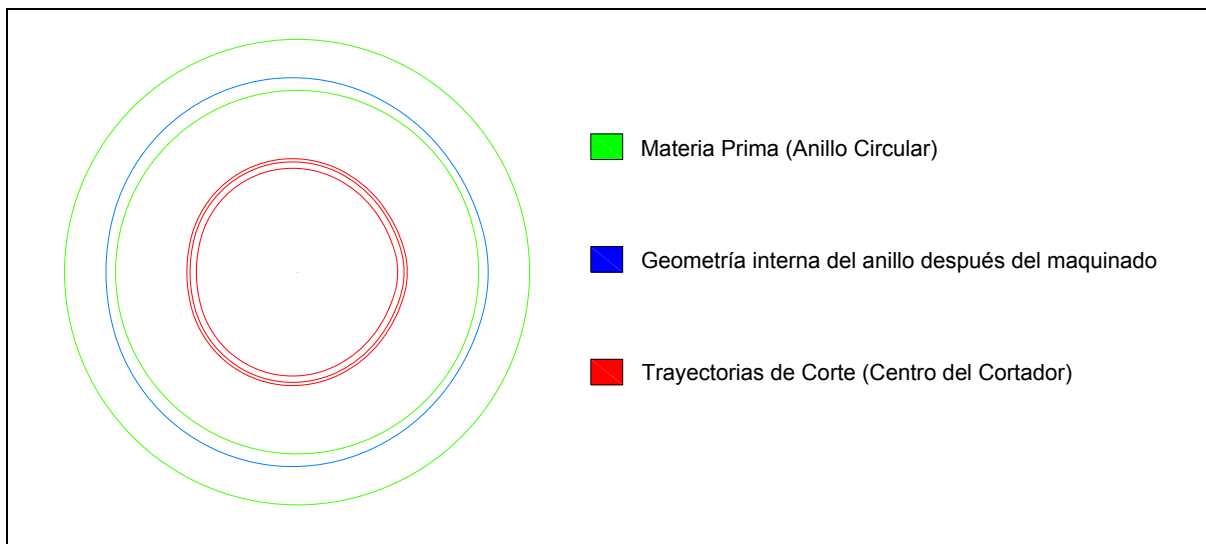 Materia Prima (Anillo Circular)
Geometría interna del anillo después del maquinado
Trayectorias de Corte (Centro del Cortador)